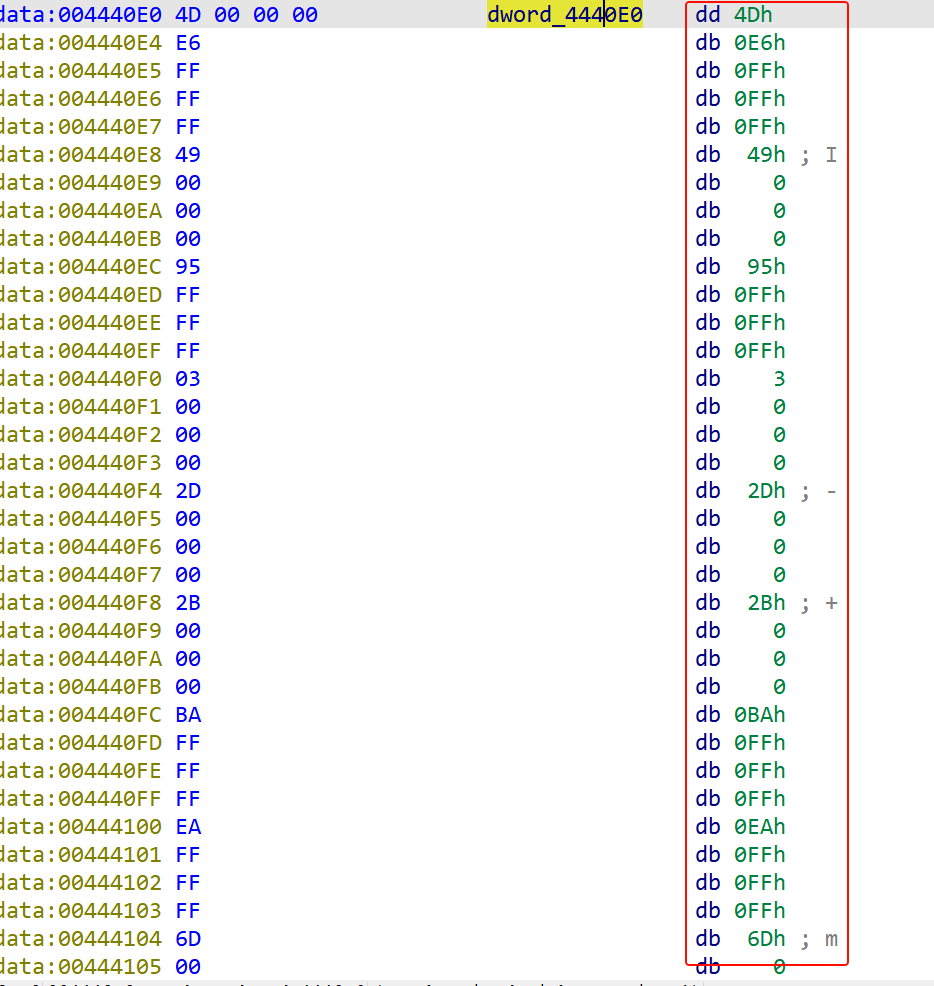 data:004440E0 4D 00 00 00 dword_4440E0 dd 4Dh
data:004440E4 E6 db 0E6h
data:004440E5 FF db 0FFh
data:004440E6 FF db 0FFh
data:004440E7 FF db 0FFh
data:004440E8 49 db 49h ; I
data:004440E9 00 db 0
data:004440EA 00 db 0
data:004440EB 00 db 0
data:004440EC 95 db 95h
data:004440ED FF db 0FFh
data:004440EE FF db 0FFh
data:004440EF FF db 0FFh
data:004440F0 03 db 3
data:004440F1 00 db 0
data:004440F2 00 db 0
data:004440F3 00 db 0
data:004440F4 2D db 2Dh ; -
data:004440F5 00 db 0
data:004440F6 00 db 0
data:004440F7 00 db 0
data:004440F8 2B db 2Bh ; +
data:004440F9 00 db 0
data:004440FA 00 db 0
data:004440FB 00 db 0
data:004440FC BA db 0BAh
data:004440FD FF db 0FFh
data:004440FE FF db 0FFh
data:004440FF FF db 0FFh
data:00444100 EA db 0EAh
data:00444101 FF db 0FFh
data:00444102 FF db 0FFh
data:00444103 FF db 0FFh
data:00444104 6D db 6Dh ; m
data:00444105 00 db 0